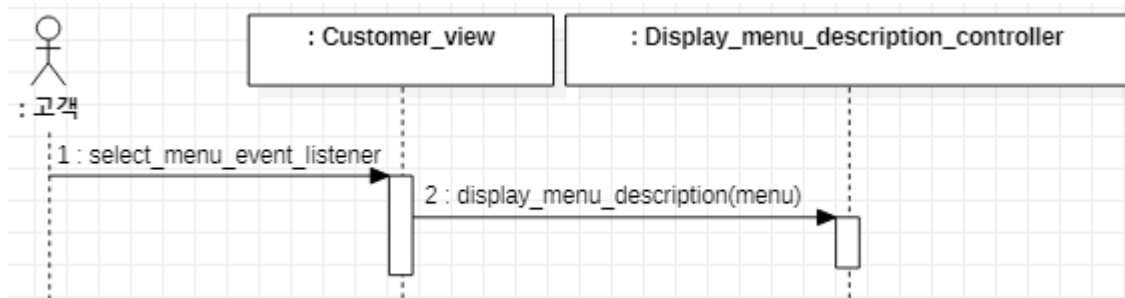 : Customer_view
: Display_menu_description_controller
: 고객
1 : select_menu_event_listener
2 : display_menu_description(menu)